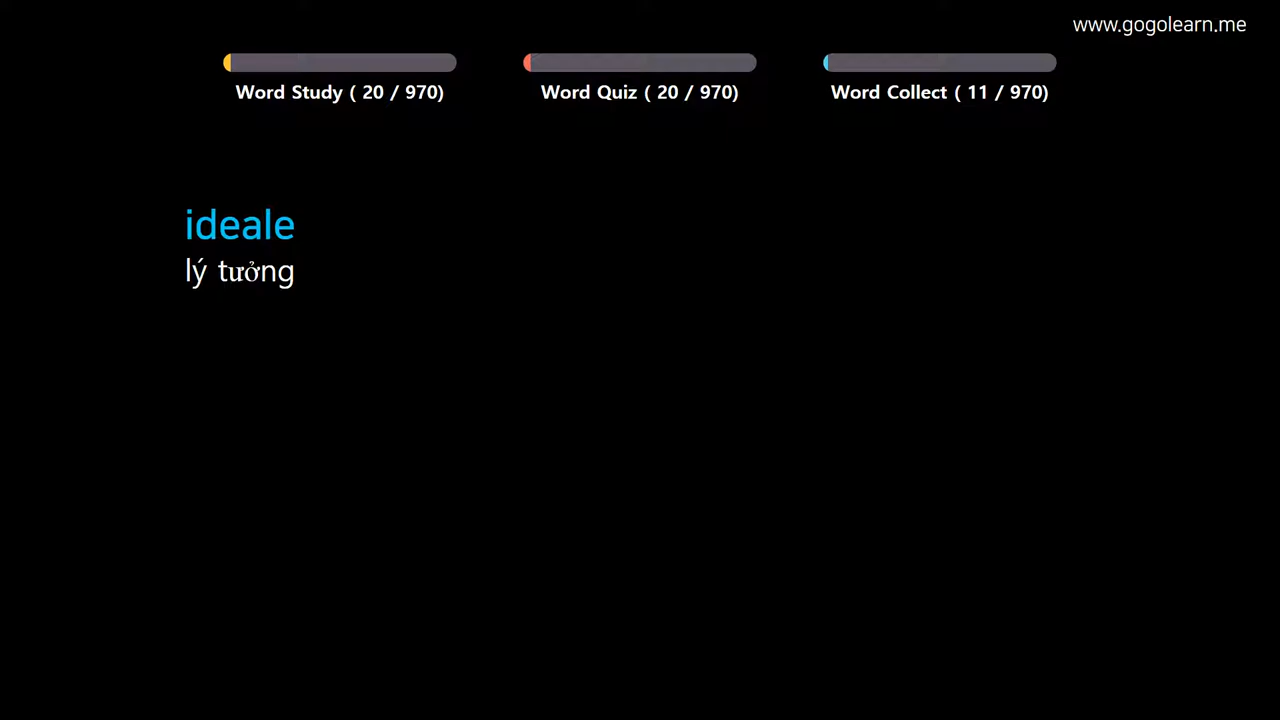 www.gogolearn.me
Word Study ( 20 / 970)
Word Quiz ( 20 / 970)
Word Collect ( 11 / 970)
ideale
lý tưởng